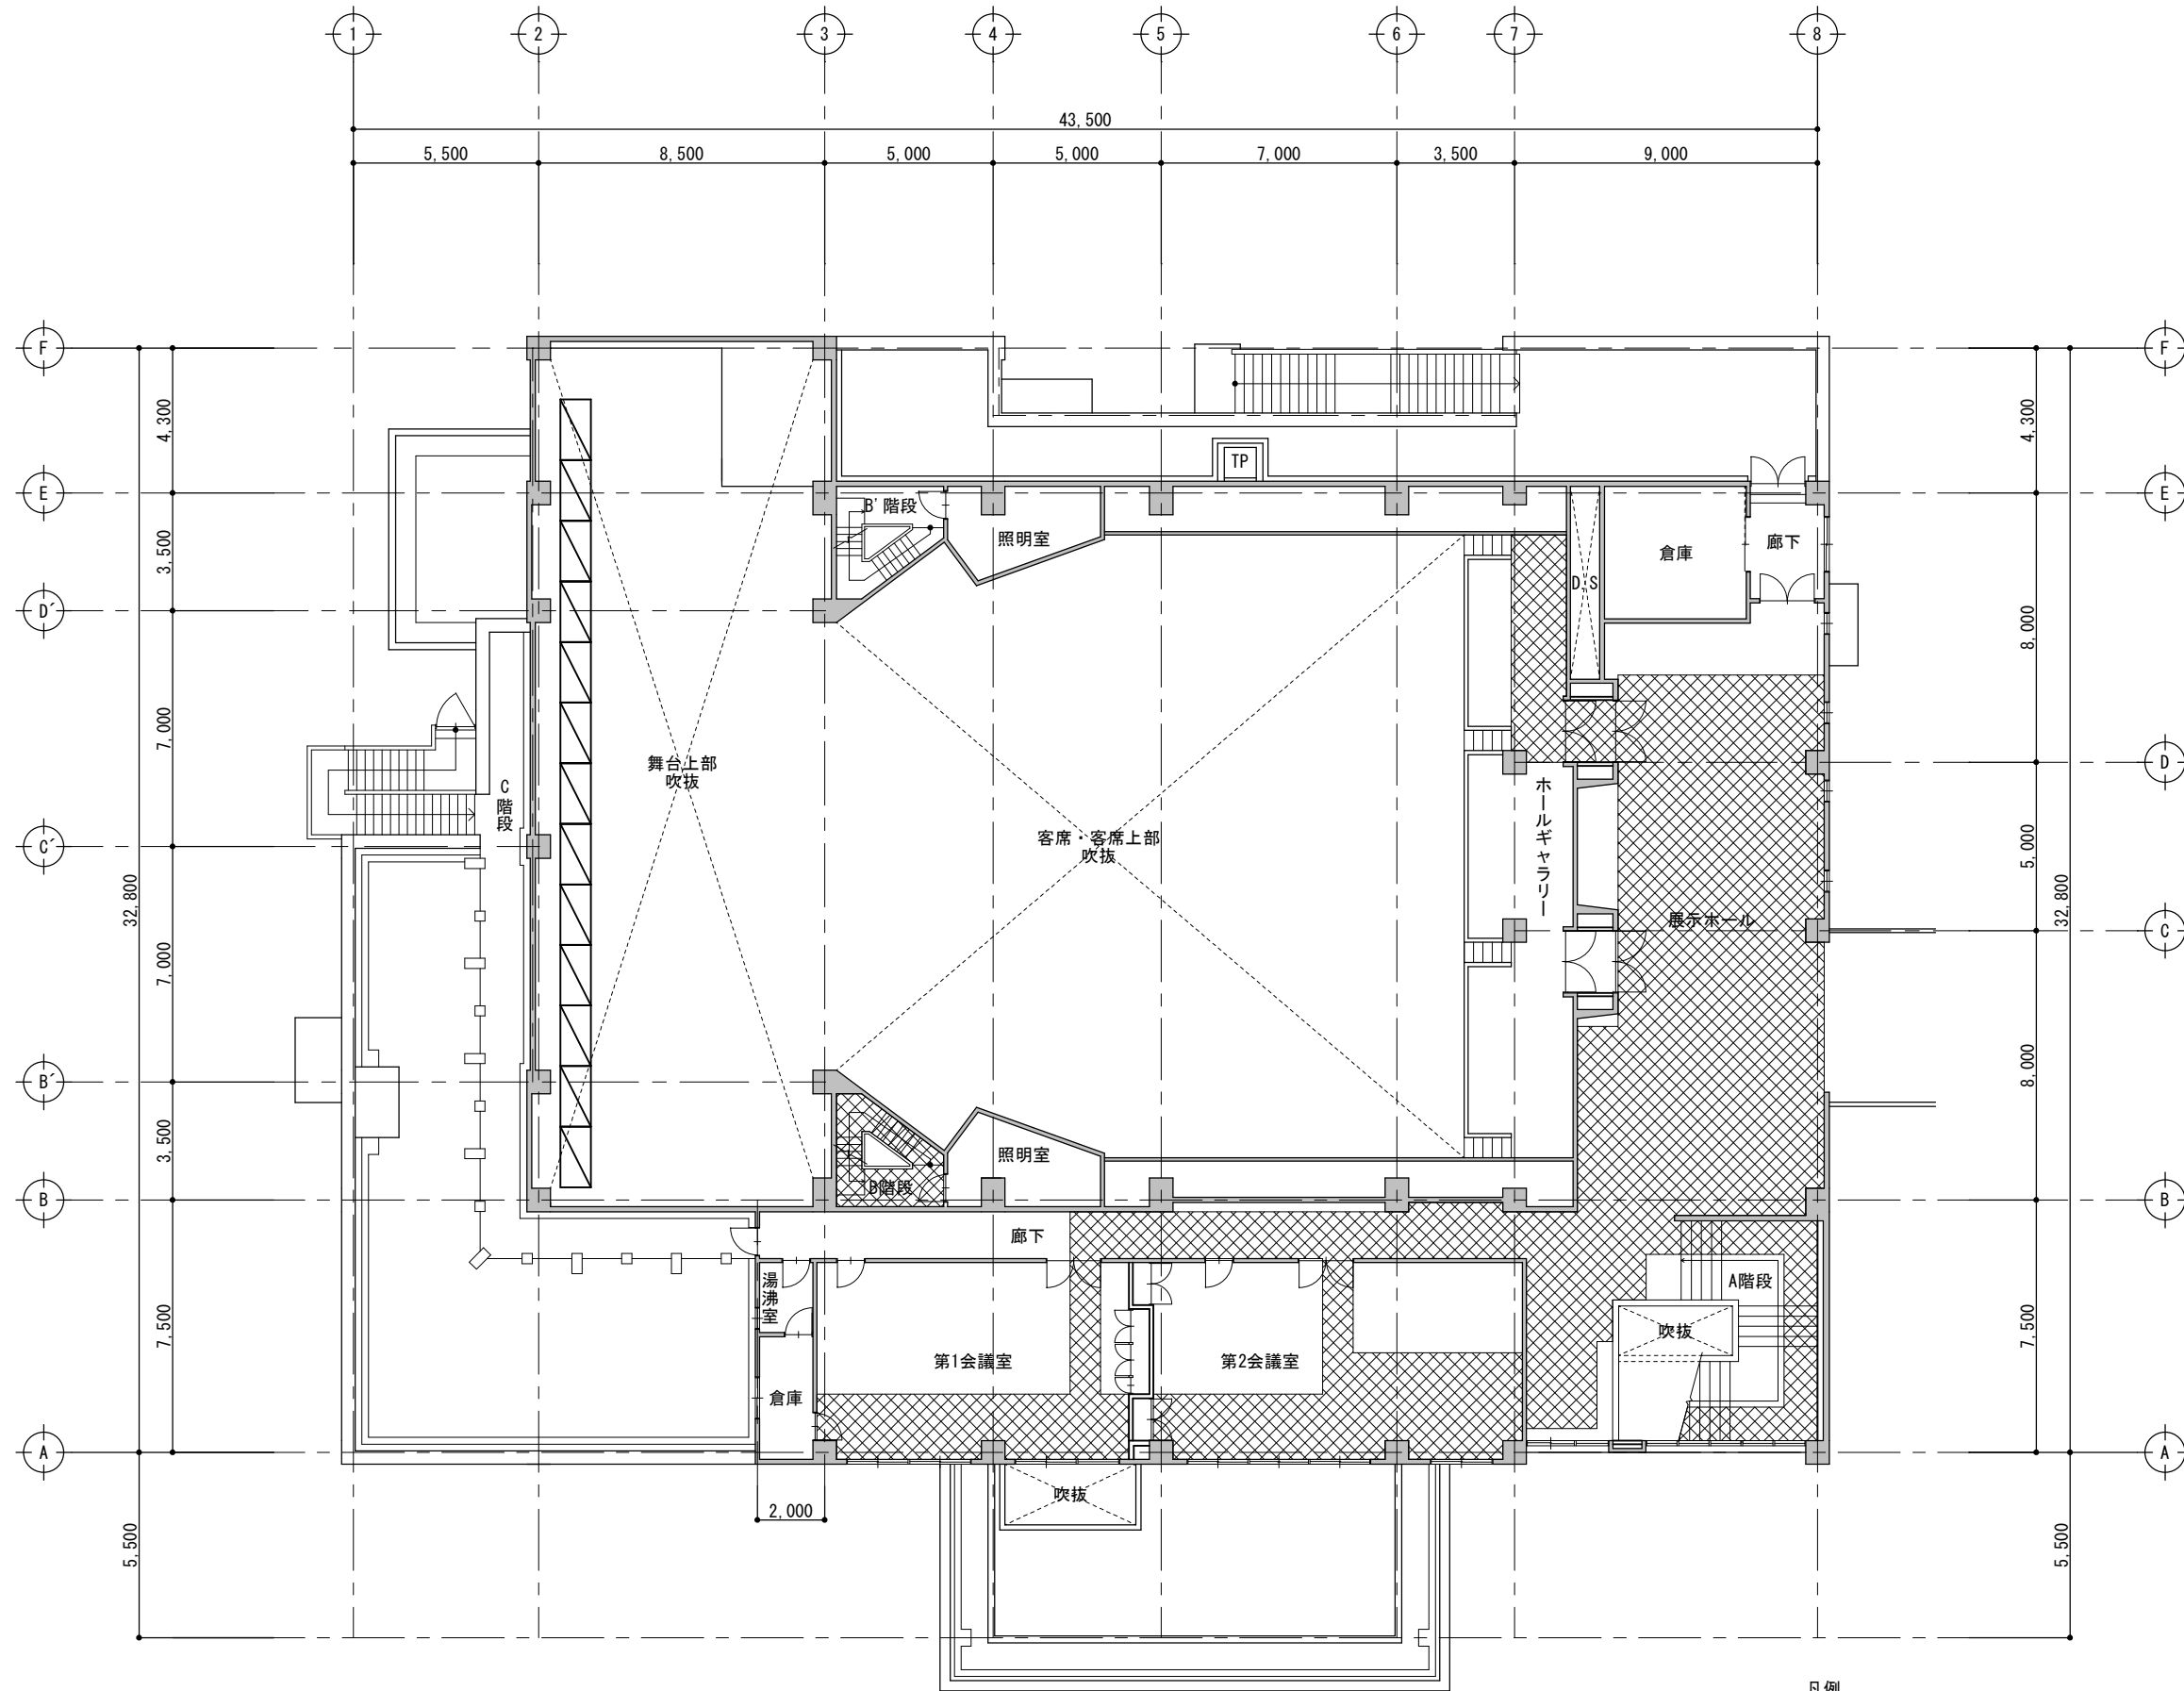 1 2 3 4 5 6 7 8
43,500
5,500 8,500 5,000 5,000 7,000 3,500 9,000
F F
4,300 4,300
TP
E E
B'階段
照明室
倉庫
廊下
3,500
D.S
D´
8,000
7,000
舞台上部
吹抜
D
C
階
段
ホールギャラリー
客席・客席上部
吹抜
C´
5,000
32,800 32,800
展示ホール
C
7,000
8,000
B´
3,500
照明室
B階段
B B
廊下
湯
沸
室
A階段
7,500 7,500
吹抜
第1会議室
第2会議室
倉庫
A A
吹抜
2,000
5,500 5,500
凡例